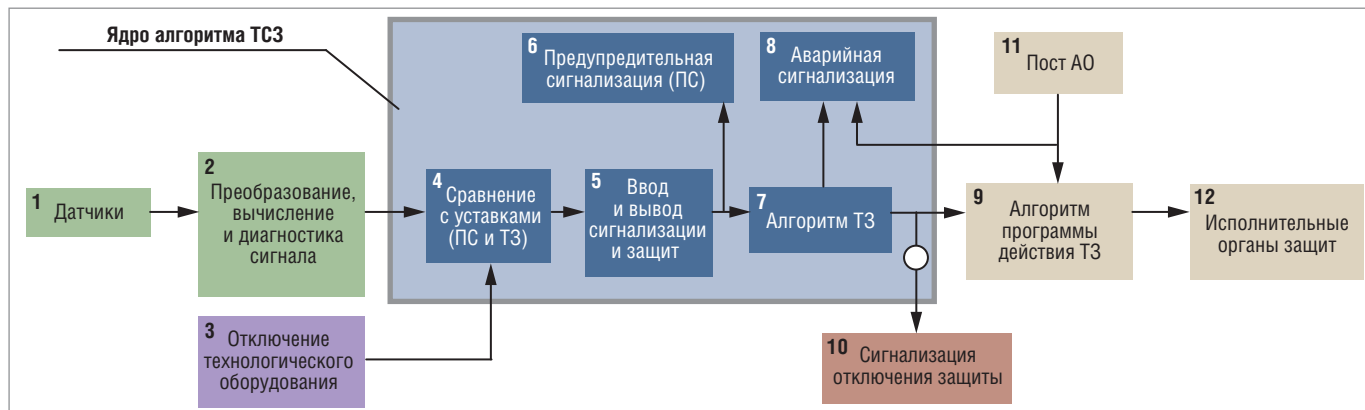 Ядро алгоритма ТСЗ
6
Предупредительная
сигнализация (ПС)
8
Аварийная
сигнализация
11
Пост АО
1
Датчики
2
Преобразование,
вычисление
и диагностика
сигнала
4
Сравнение
с уставками
(ПС и ТЗ)
5
Ввод
и вывод
сигнализации
и защит
7
Алгоритм ТЗ
9
Алгоритм
программы
действия ТЗ
12
Исполнительные
органы защит
3
Отключение
технологического
оборудования
10
Сигнализация
отключения защиты